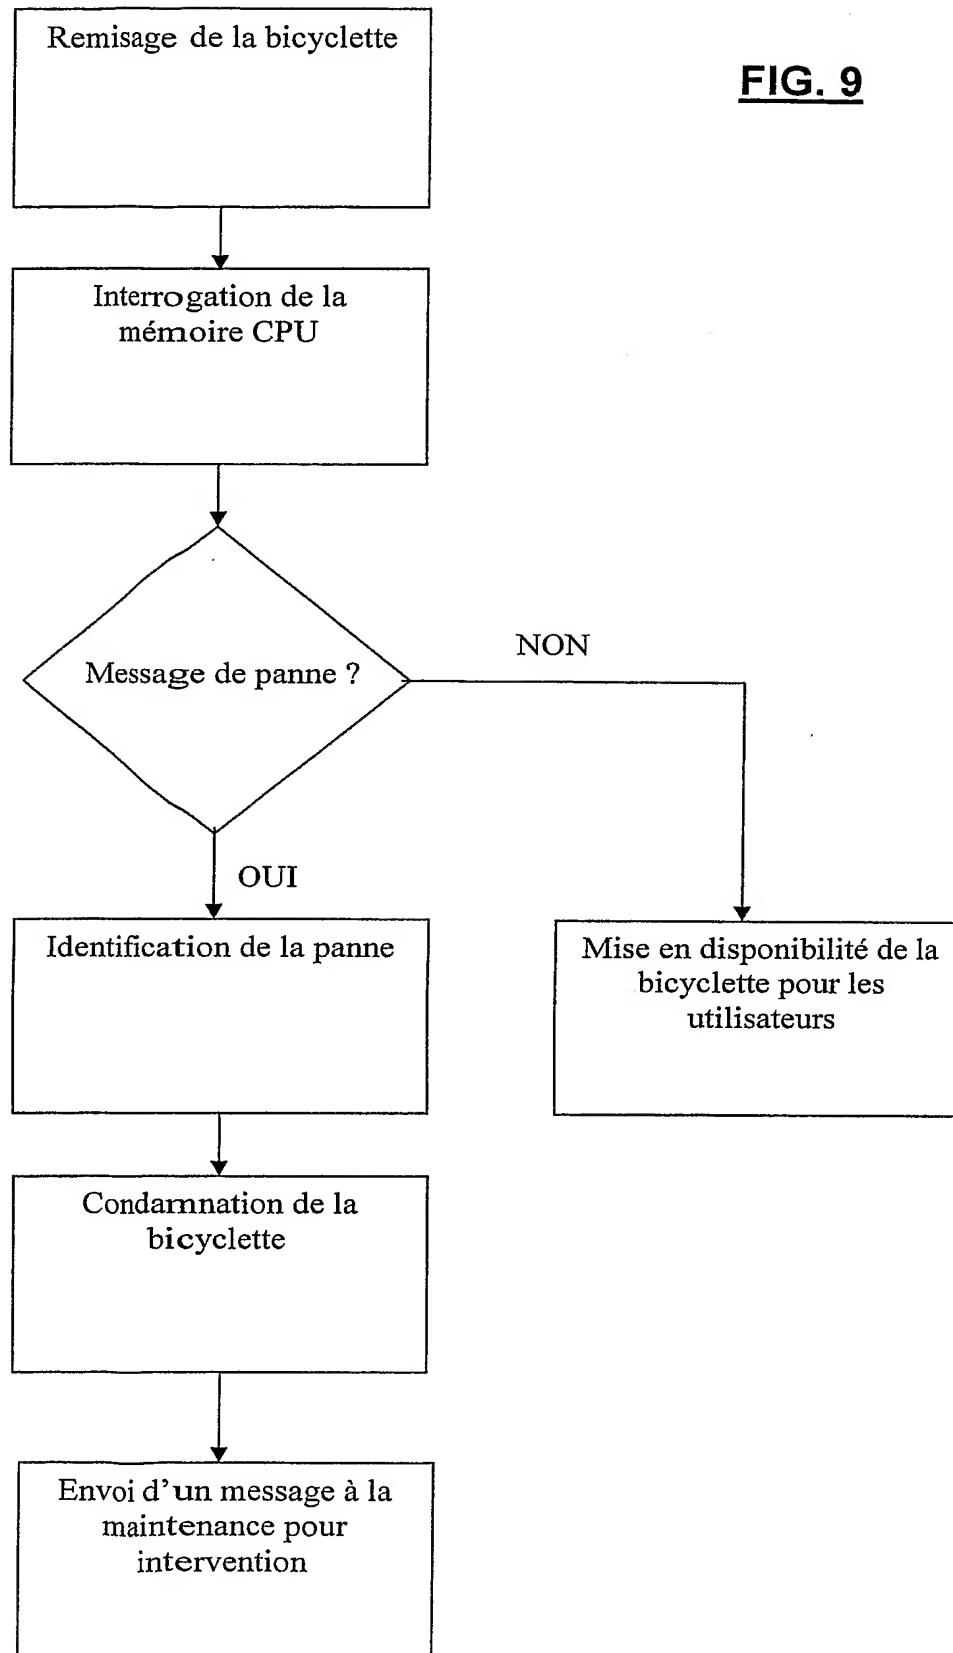 Remisage de la bicyclette
FIG. 9
Interrogation de la
mémoire CPU
Message de panne ?
NON
OUI
Identification de la panne
Mise en disponibilité de la
bicyclette pour les
utilisateurs
Condamnation de la
bicyclette
Envoi d'un message à la
maintenance pour
intervention